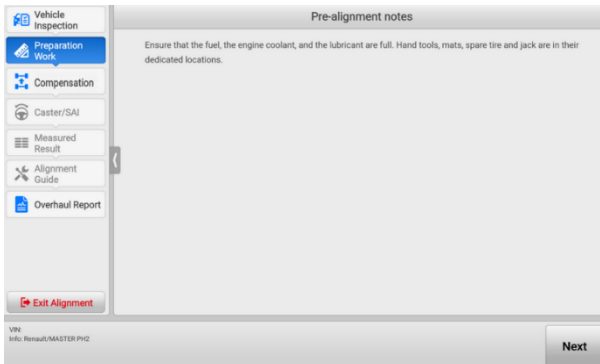 Vehicle
Inspection
Preparation
Work
Compensation
Caster/SAI
Measured
Result
Alignment
Guide
Overhaul Report
Exit Alignment
Pre-alignment notes
Ensure that the fuel, the engine coolant, and the lubricant are full. Hand tools, mats, spare tire and jack are in their
dedicated locations.
VIN:
Info: Renault/MASTER PH2
Next